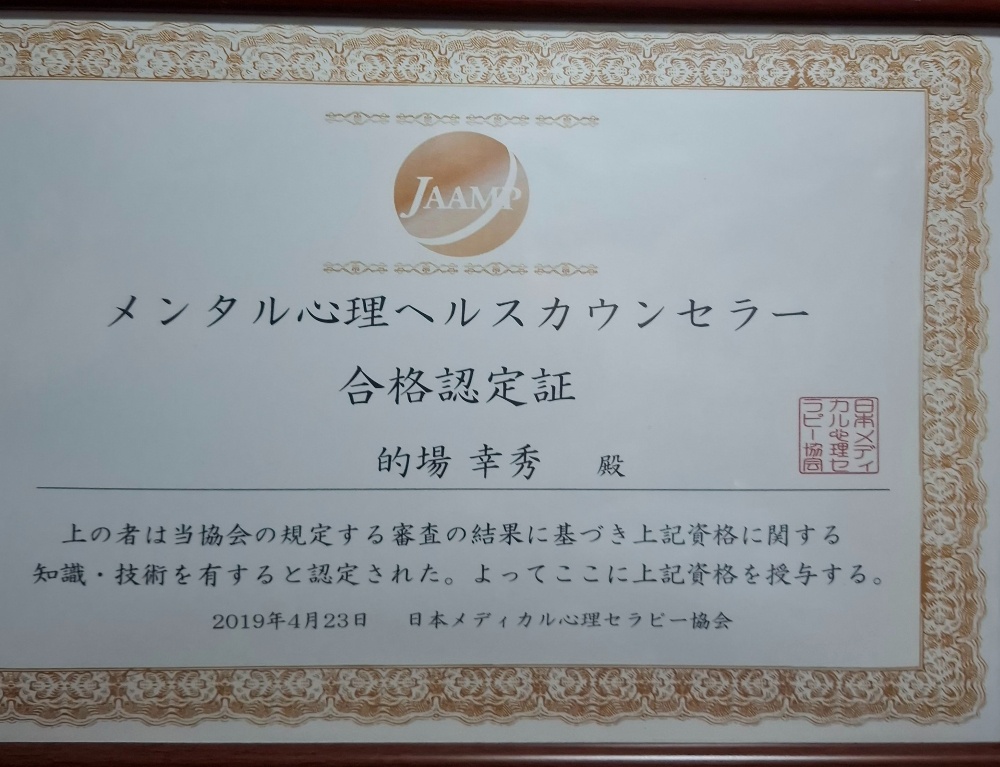 JAAMP
メンタル心理ヘルスカウンセラー
合格認定証
的場 幸秀 殿
日本メディ
カル心理セ
ラピー協会
上の者は当協会の規定する審査の結果に基づき上記資格に関する
知識・技術を有すると認定された。よってここに上記資格を授与する。
2019年4月23日 日本メディカル心理セラピー協会